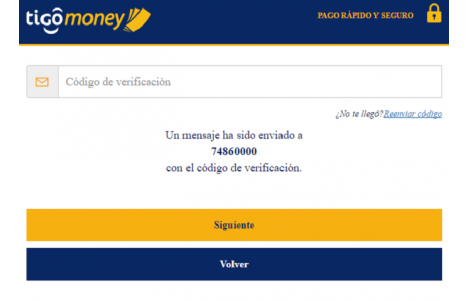 tigô money
PAGO RÁPIDO Y SEGURO
Código de verificación
¿No te llegó?Reenviar código
Un mensaje ha sido enviado a
74860000
con el código de verificación.
Siguiente
Volver